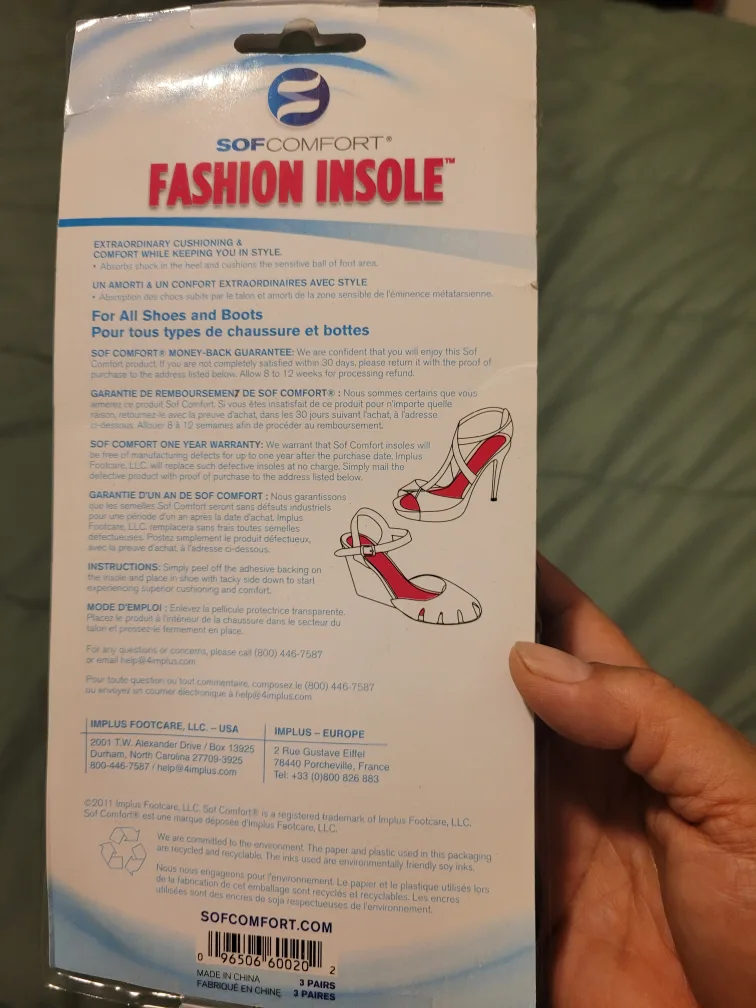 SOFCOMFORT®
FASHION INSOLE™
EXTRAORDINARY CUSHIONING &
COMFORT WHILE KEEPING YOU IN STYLE.
• Absorbs shock in the heel and cushions the sensitive ball of font area.
UN AMORTI & UN CONFORT EXTRAORDINAIRES AVEC STYLE
• Absorption des chocs subits par le talon et amorti de la zone sensible de l'éminence métatarsienne.
For All Shoes and Boots
Pour tous types de chaussure et bottes
SOF COMFORT® MONEY-BACK GUARANTEE: We are confident that you will enjoy this Sof
Comfort product. If you are not completely satisfied within 30 days, please return it with the proof of
purchase to the address listed below. Allow 8 to 12 weeks for processing refund.
GARANTIE DE REMBOURSEMENT DE SOF COMFORT® : Nous sommes certains que vous
aimerez ce produit Sof Comfort. Si vous êtes insatisfait de ce produit pour n'importe quelle
raison, retournez-le avec la preuve d'achat, dans les 30 jours suivant l'achat, à l'adresse
ci-dessous. Allouer 8 à 12 semaines afin de procéder au remboursement.
SOF COMFORT ONE YEAR WARRANTY: We warrant that Sof Comfort insoles will
be free of manufacturing defects for up to one year after the purchase date. Implus
Footcare, LLC. will replace such defective insoles at no charge. Simply mail the
defective product with proof of purchase to the address listed below.
GARANTIE D'UN AN DE SOF COMFORT : Nous garantissons
que les semelles Sof Comfort seront sans défauts industriels
pour une période d'un an après la date d'achat. Implus
Footcare, LLC. remplacera sans frais toutes semelles
défectueuses. Postez simplement le produit défectueux,
avec la preuve d'achat, à l'adresse ci-dessous.
INSTRUCTIONS: Simply peel off the adhesive backing on
the insole and place in shoe with tacky side down to start
experiencing superior cushioning and comfort.
MODE D'EMPLOI : Enlevez la pellicule protectrice transparente.
Placez le produit à l'intérieur de la chaussure dans le secteur du
talon et pressez-le fermement en place.
For any questions or concerns, please call (800) 446-7587
or email help@4implus.com
Pour toute question ou tout commentaire, composez le (800) 446-7587
ou envoyez un courrier électronique à help@4implus.com
IMPLUS FOOTCARE, LLC. – USA
2001 T.W. Alexander Drive / Box 13925
Durham, North Carolina 27709-3925
800-446-7587 / help@4implus.com
IMPLUS – EUROPE
2 Rue Gustave Eiffel
78440 Porcheville, France
Tel: +33 (0)800 826 883
©2011 Implus Footcare, LLC. Sof Comfort® is a registered trademark of Implus Footcare, LLC.
Sof Comfort® est une marque déposée d'Implus Footcare, LLC.
We are committed to the environment. The paper and plastic used in this packaging
are recycled and recyclable. The inks used are environmentally friendly soy inks.
Nous nous engageons pour l'environnement. Le papier et le plastique utilisés lors
de la fabrication de cet emballage sont recyclés et recyclables. Les encres
utilisées sont des encres de soja respectueuses de l'environnement.
SOFCOMFORT.COM
0 96506 60020 2
MADE IN CHINA 3 PAIRS
FABRIQUÉ EN CHINE 3 PAIRES